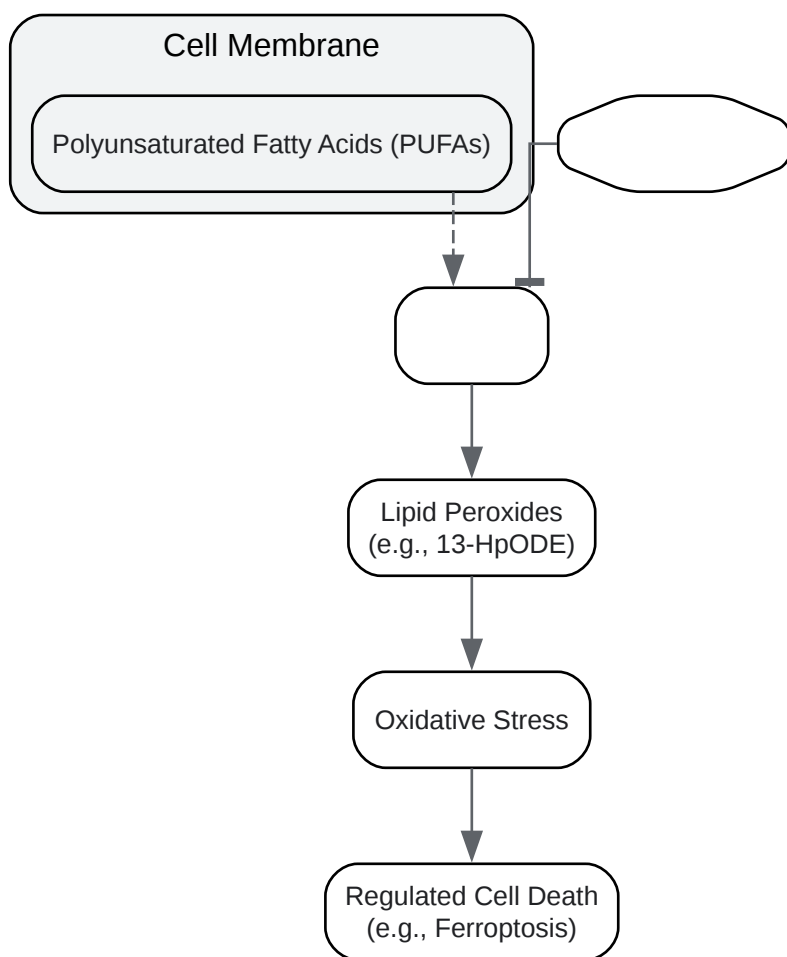 Cell Membrane
Polyunsaturated Fatty Acids (PUFAs)
Lipid Peroxides
(e.g., 13-HpODE)
Oxidative Stress
Regulated Cell Death
(e.g., Ferroptosis)